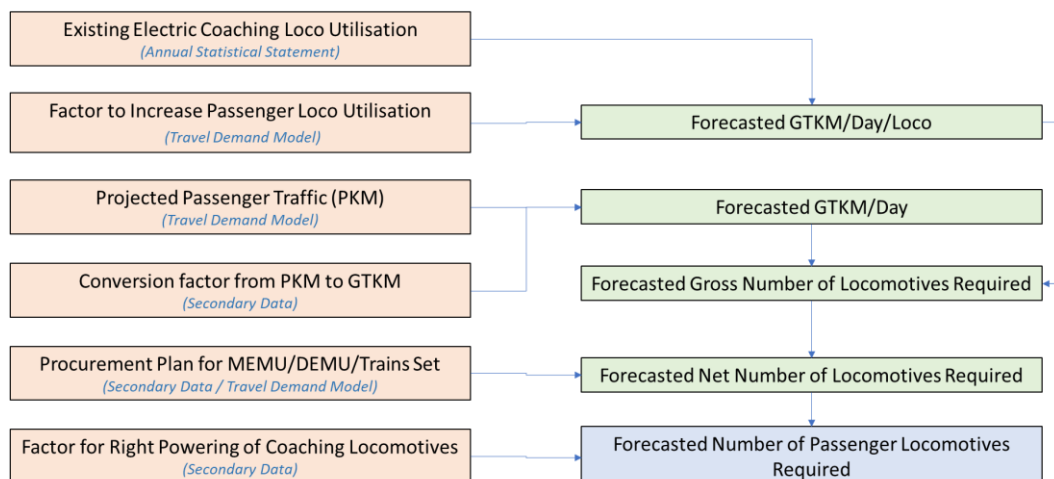 Existing Electric Coaching Loco Utilisation
(Annual Statistical Statement)
Factor to Increase Passenger Loco Utilisation
(Travel Demand Model)
Forecasted GTKM/Day/Loco
Projected Passenger Traffic (PKM)
(Travel Demand Model)
Forecasted GTKM/Day
Conversion factor from PKM to GTKM
(Secondary Data)
Forecasted Gross Number of Locomotives Required
Procurement Plan for MEMU/DEMU/Trains Set
(Secondary Data / Travel Demand Model)
Forecasted Net Number of Locomotives Required
Factor for Right Powering of Coaching Locomotives
(Secondary Data)
Forecasted Number of Passenger Locomotives
Required